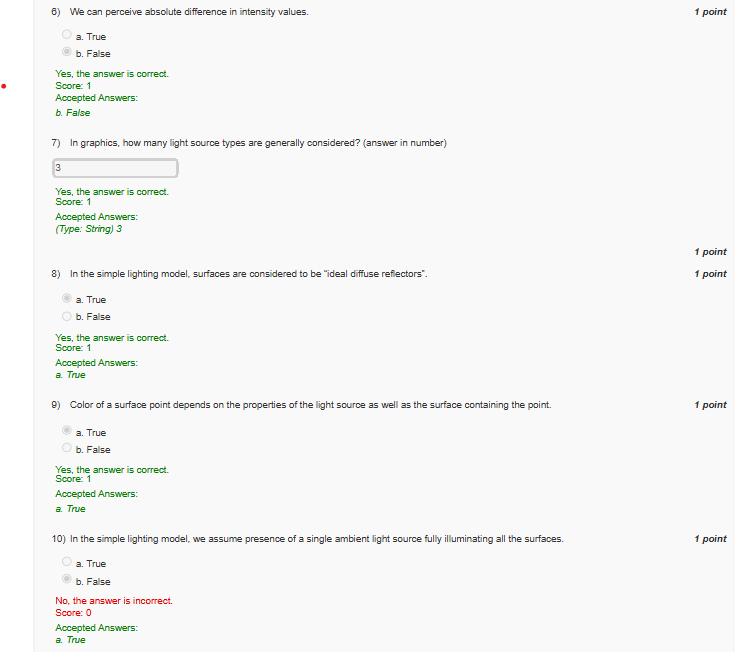 6) We can perceive absolute difference in intensity values. 1 point
a. True
b. False
Yes, the answer is correct.
Score: 1
Accepted Answers:
b. False
7) In graphics, how many light source types are generally considered? (answer in number)
3
Yes, the answer is correct.
Score: 1
Accepted Answers:
(Type: String) 3
1 point
8) In the simple lighting model, surfaces are considered to be "ideal diffuse reflectors". 1 point
a. True
b. False
Yes, the answer is correct.
Score: 1
Accepted Answers:
a. True
9) Color of a surface point depends on the properties of the light source as well as the surface containing the point. 1 point
a. True
b. False
Yes, the answer is correct.
Score: 1
Accepted Answers:
a. True
10) In the simple lighting model, we assume presence of a single ambient light source fully illuminating all the surfaces. 1 point
a. True
b. False
No, the answer is incorrect.
Score: 0
Accepted Answers:
a. True